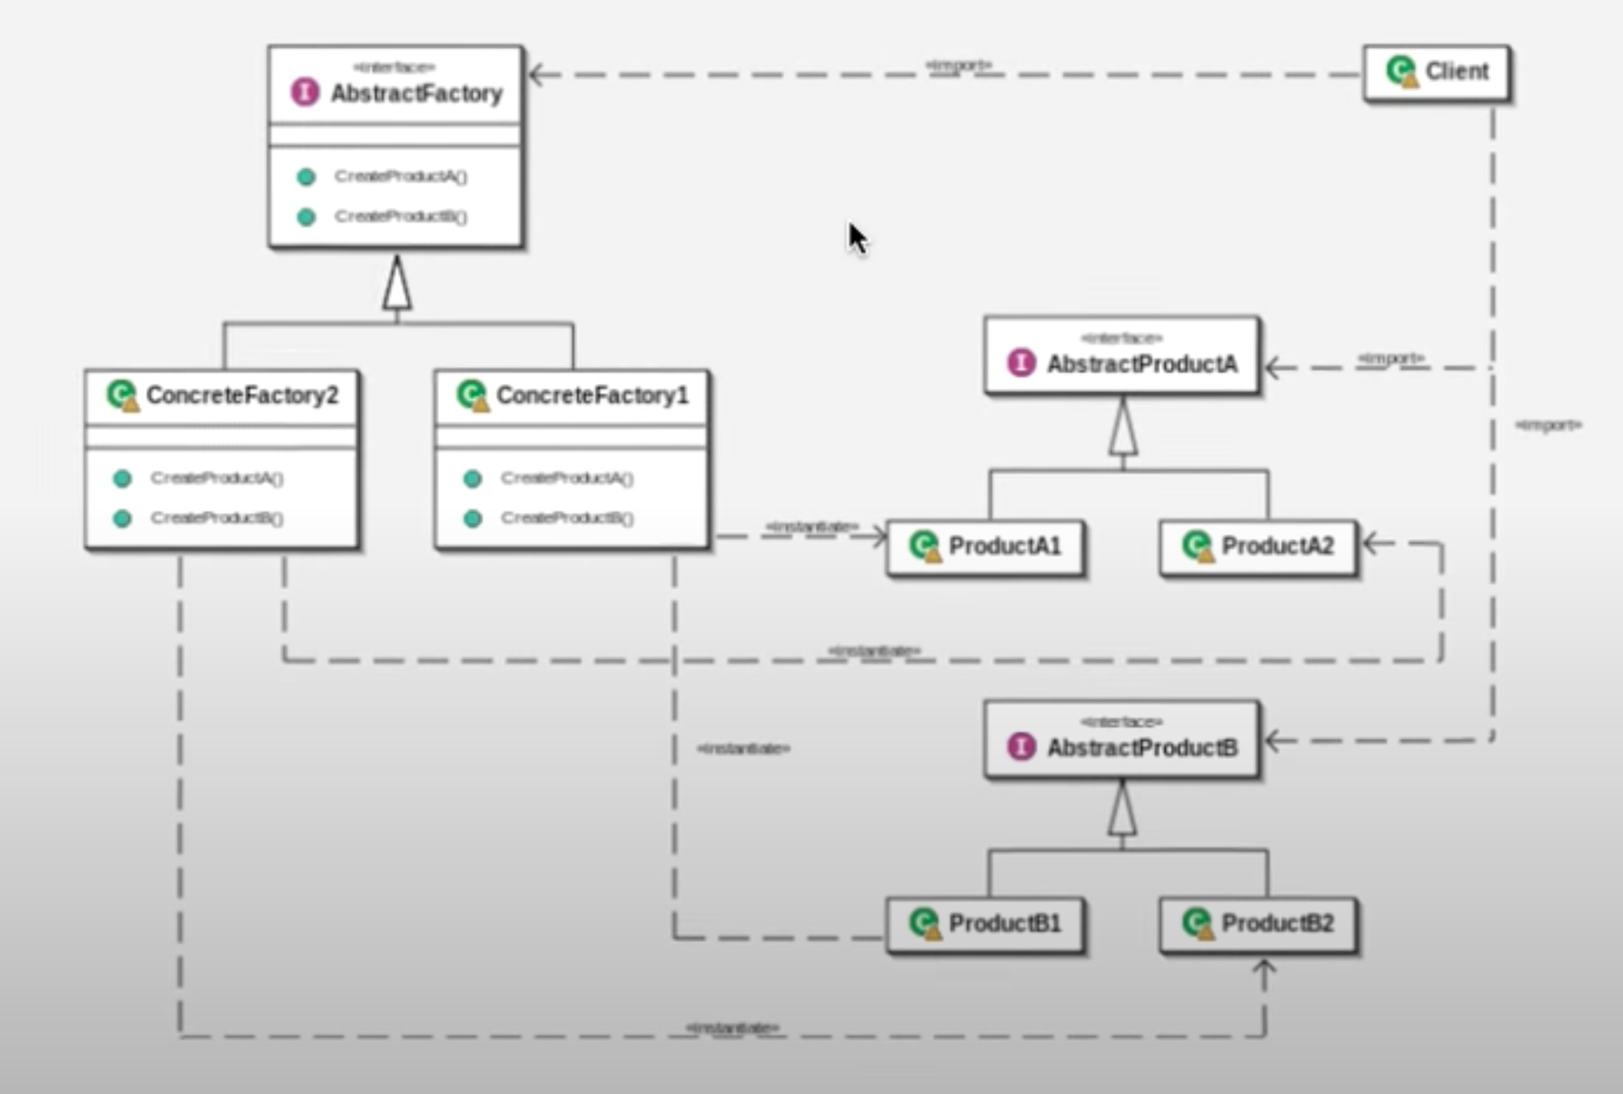 «interface»
I AbstractFactory
CreateProductA()
CreateProductB()
«import»
C Client
C ConcreteFactory2
CreateProductA()
CreateProductB()
C ConcreteFactory1
CreateProductA()
CreateProductB()
«interface»
I AbstractProductA
«import»
«import»
«instantiate»
C ProductA1
C ProductA2
«instantiate»
«interface»
I AbstractProductB
«instantiate»
C ProductB1
C ProductB2
«instantiate»